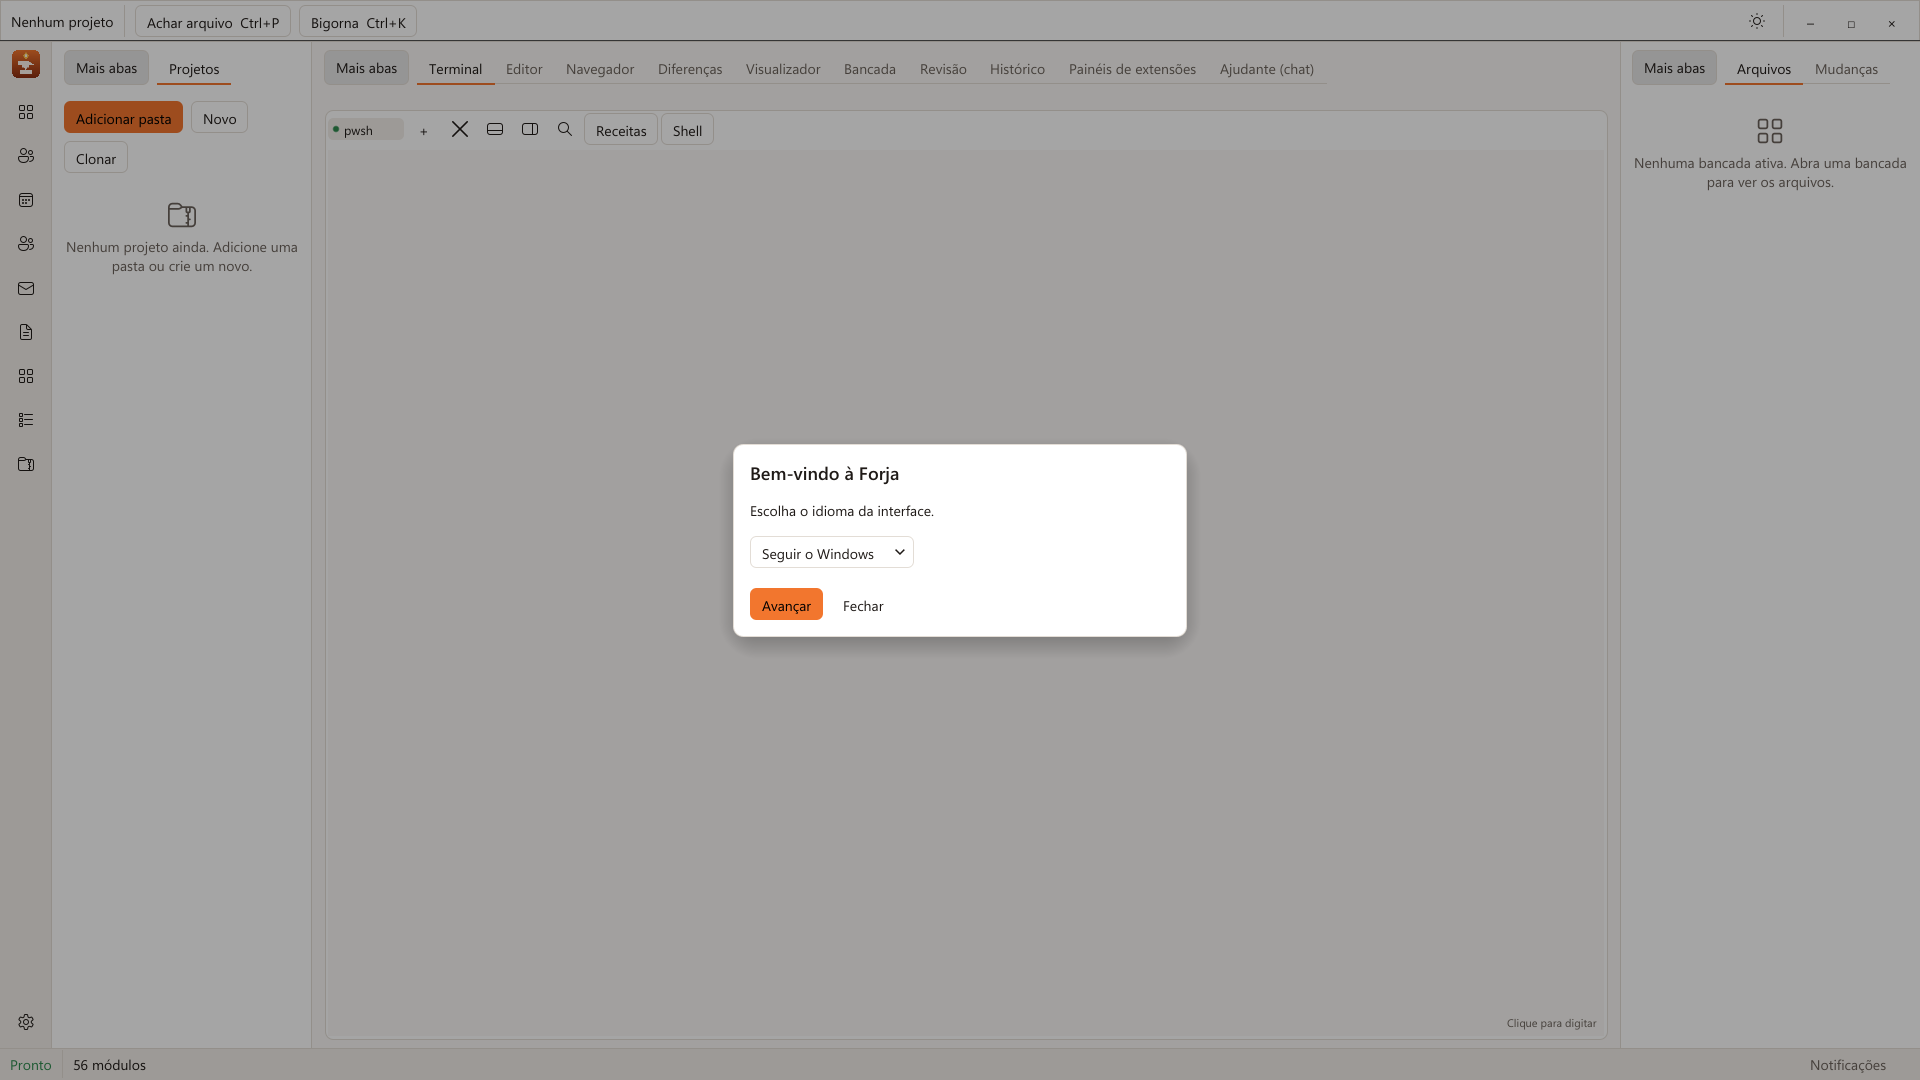 Nenhum projeto
Achar arquivo Ctrl+P
Bigorna Ctrl+K
Mais abas
Projetos
Adicionar pasta
Novo
Clonar
Nenhum projeto ainda. Adicione uma
pasta ou crie um novo.
Mais abas
Terminal
Editor
Navegador
Diferenças
Visualizador
Bancada
Revisão
Histórico
Painéis de extensões
Ajudante (chat)
pwsh
Receitas
Shell
Bem-vindo à Forja
Escolha o idioma da interface.
Seguir o Windows
Avançar
Fechar
Clique para digitar
Mais abas
Arquivos
Mudanças
Nenhuma bancada ativa. Abra uma bancada
para ver os arquivos.
Pronto
56 módulos
Notificações